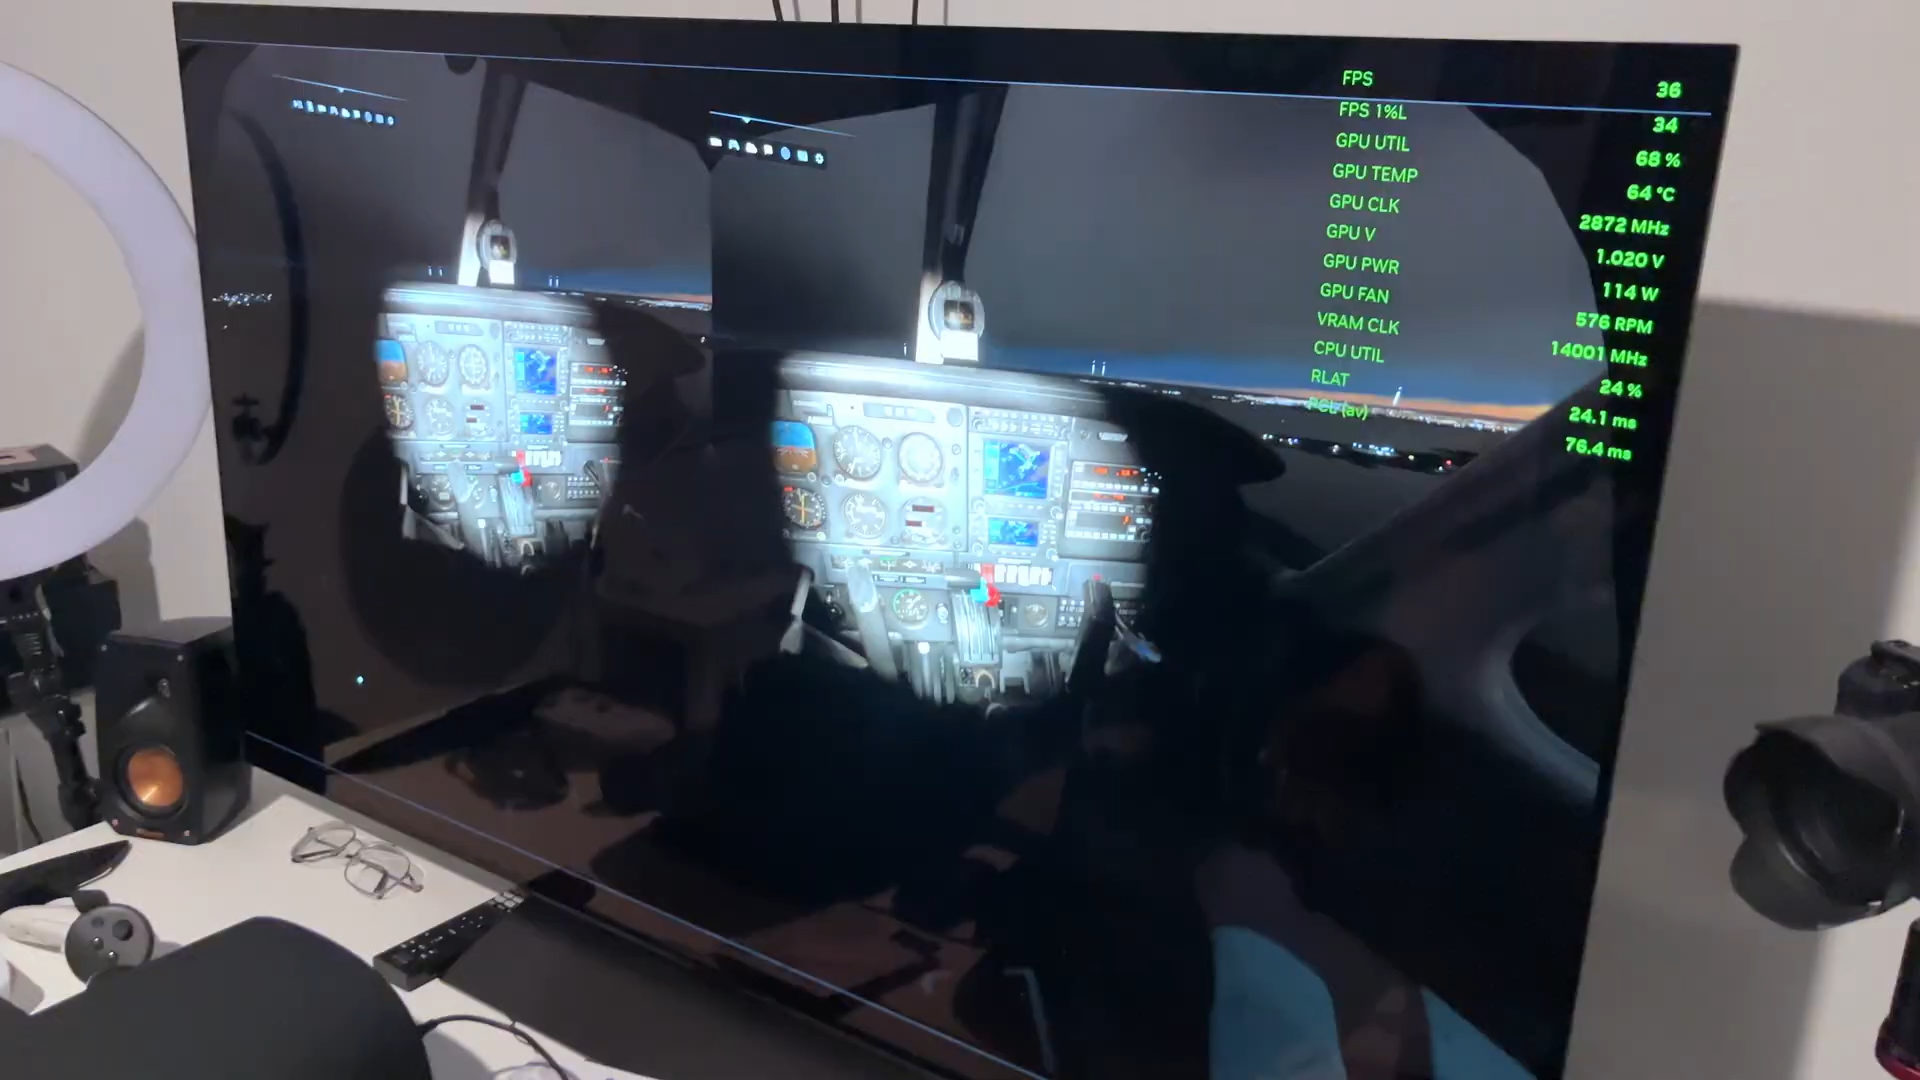 FPS 36
FPS 1%L 34
GPU UTIL 68 %
GPU TEMP 64 °C
GPU CLK 2872 MHz
GPU V 1.020 V
GPU PWR 114 W
GPU FAN 576 RPM
VRAM CLK 14001 MHz
CPU UTIL 24 %
RLAT 24.1 ms
PCL (av) 76.4 ms